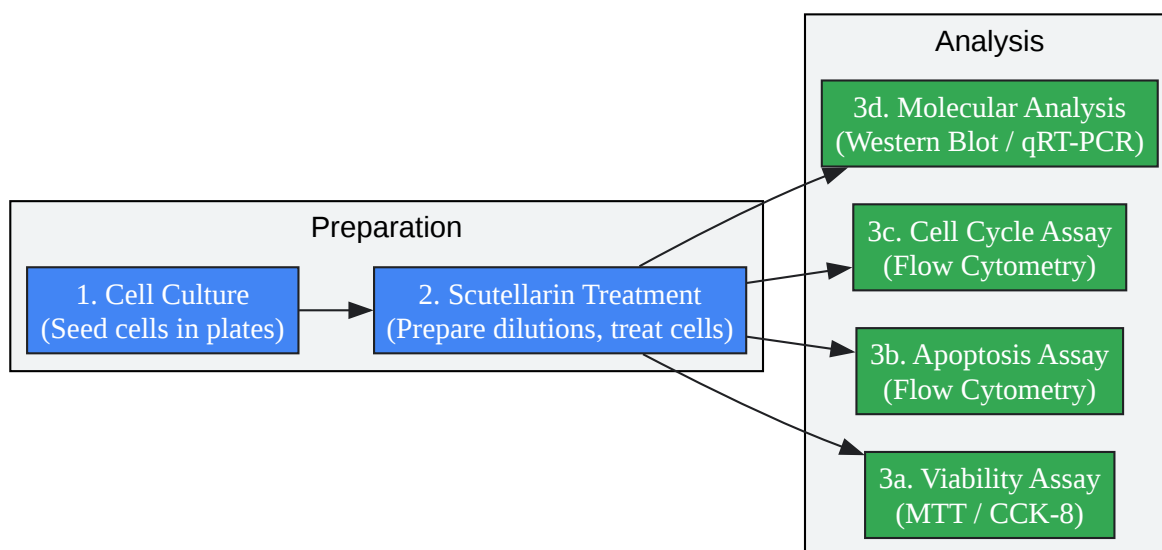 Preparation
1. Cell Culture
(Seed cells in plates)
2. Scutellarin Treatment
(Prepare dilutions, treat cells)
Analysis
3d. Molecular Analysis
(Western Blot / qRT-PCR)
3c. Cell Cycle Assay
(Flow Cytometry)
3b. Apoptosis Assay
(Flow Cytometry)
3a. Viability Assay
(MTT / CCK-8)